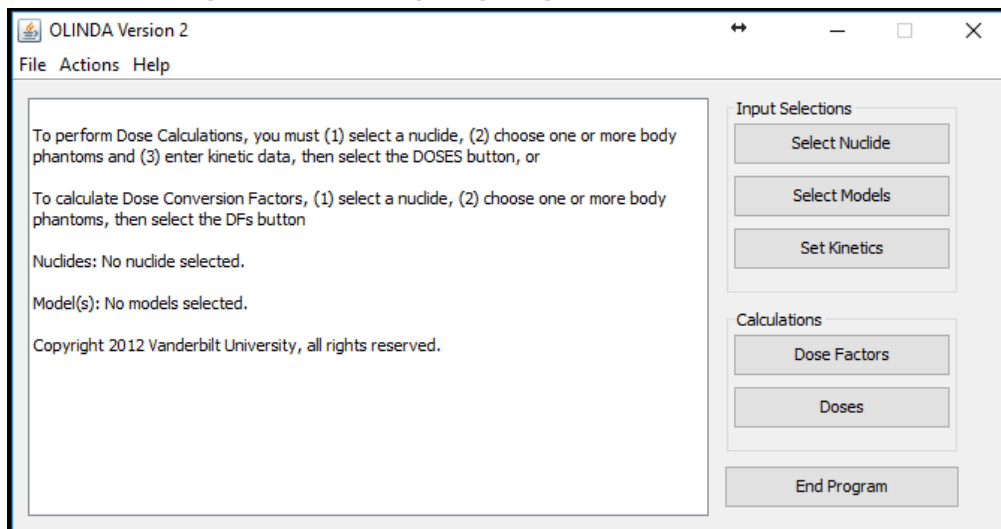 OLINDA Version 2
File Actions Help
To perform Dose Calculations, you must (1) select a nuclide, (2) choose one or more body
phantoms and (3) enter kinetic data, then select the DOSES button, or
To calculate Dose Conversion Factors, (1) select a nuclide, (2) choose one or more body
phantoms, then select the DFs button
Nuclides: No nuclide selected.
Model(s): No models selected.
Copyright 2012 Vanderbilt University, all rights reserved.
Input Selections
Select Nuclide
Select Models
Set Kinetics
Calculations
Dose Factors
Doses
End Program